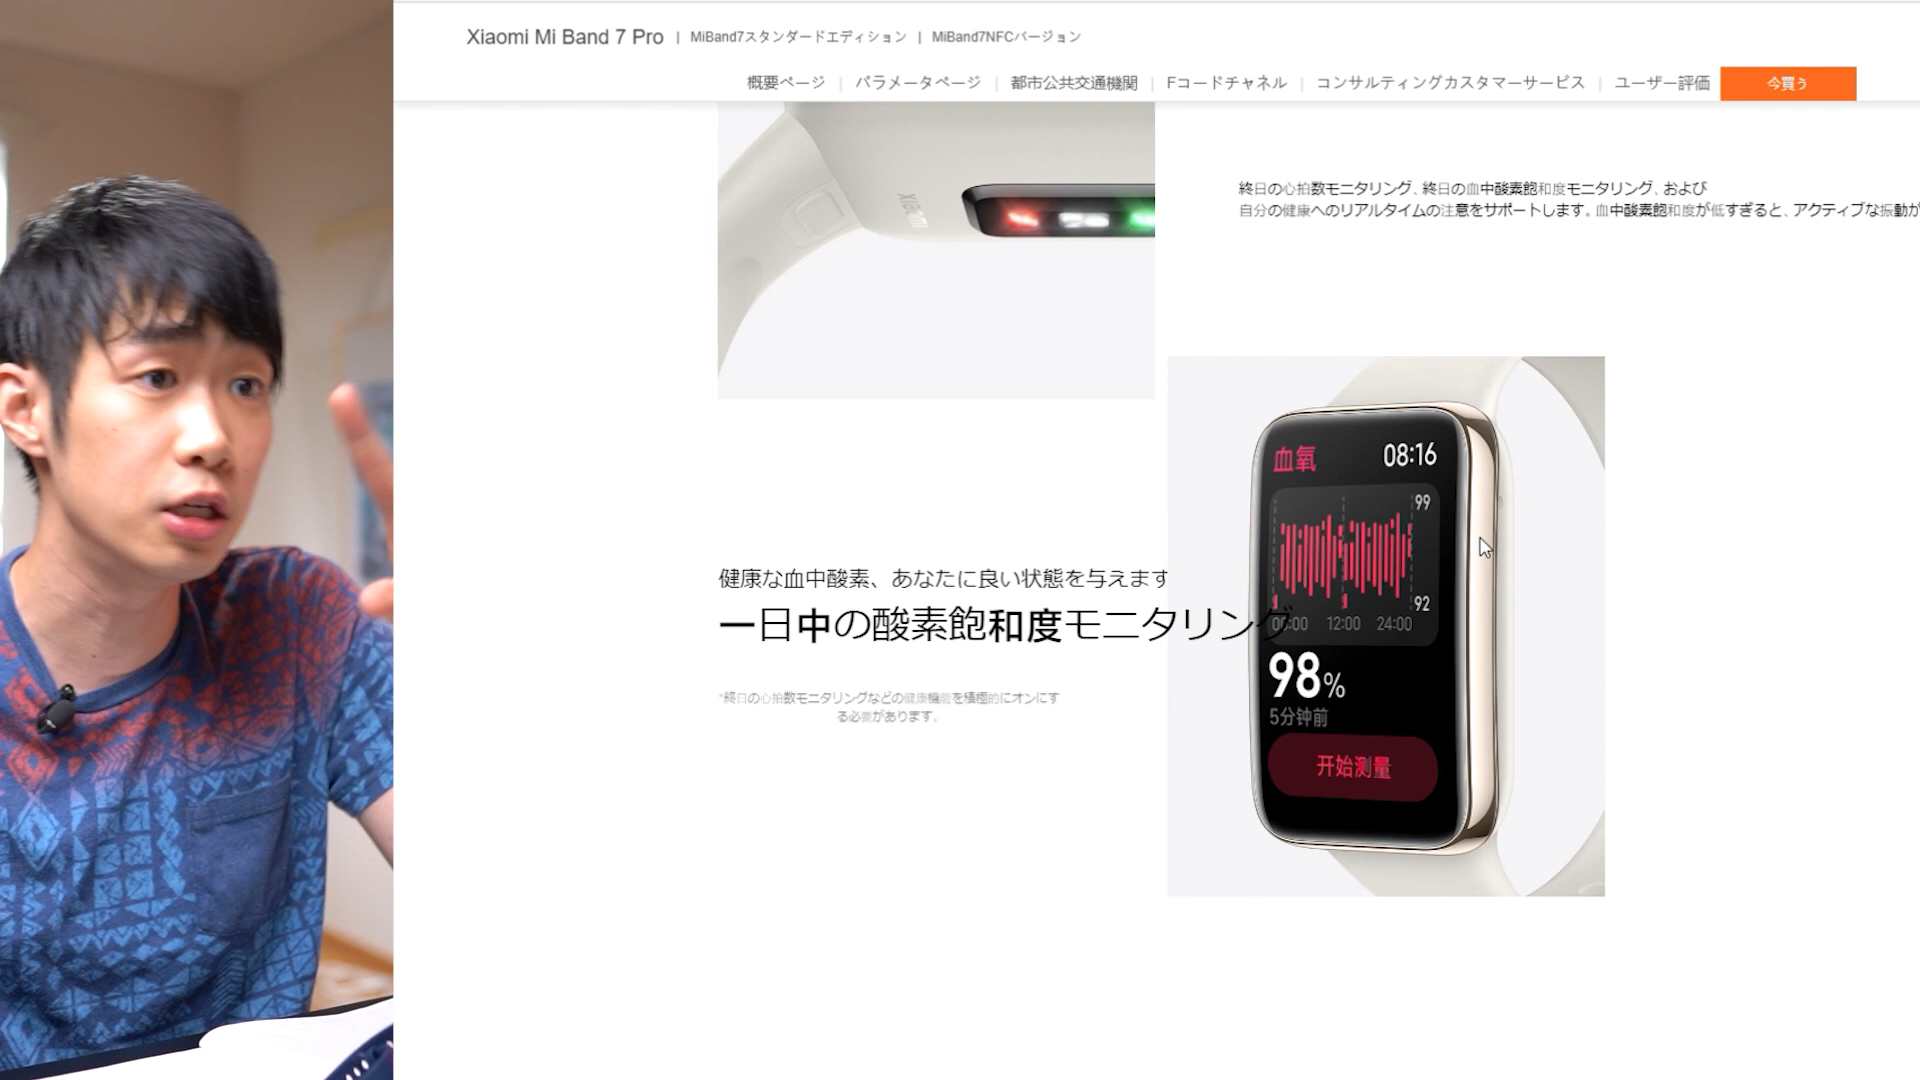 Xiaomi Mi Band 7 Pro | MiBand7スタンダードエディション | MiBand7NFCバージョン
概要ページ | パラメータページ | 都市公共交通機関 | Fコードチャネル | コンサルティングカスタマーサービス | ユーザー評価 今買う
xiaomi
終日の心拍数モニタリング、終日の血中酸素飽和度モニタリング、および
自分の健康へのリアルタイムの注意をサポートします。血中酸素飽和度が低すぎると、アクティブな振動が
血氧 08:16
99
92
00:00 12:00 24:00
98%
5分钟前
开始测量
健康な血中酸素、あなたに良い状態を与えます
一日中の酸素飽和度モニタリング
*終日の心拍数モニタリングなどの健康機能を積極的にオンにす
る必要があります。